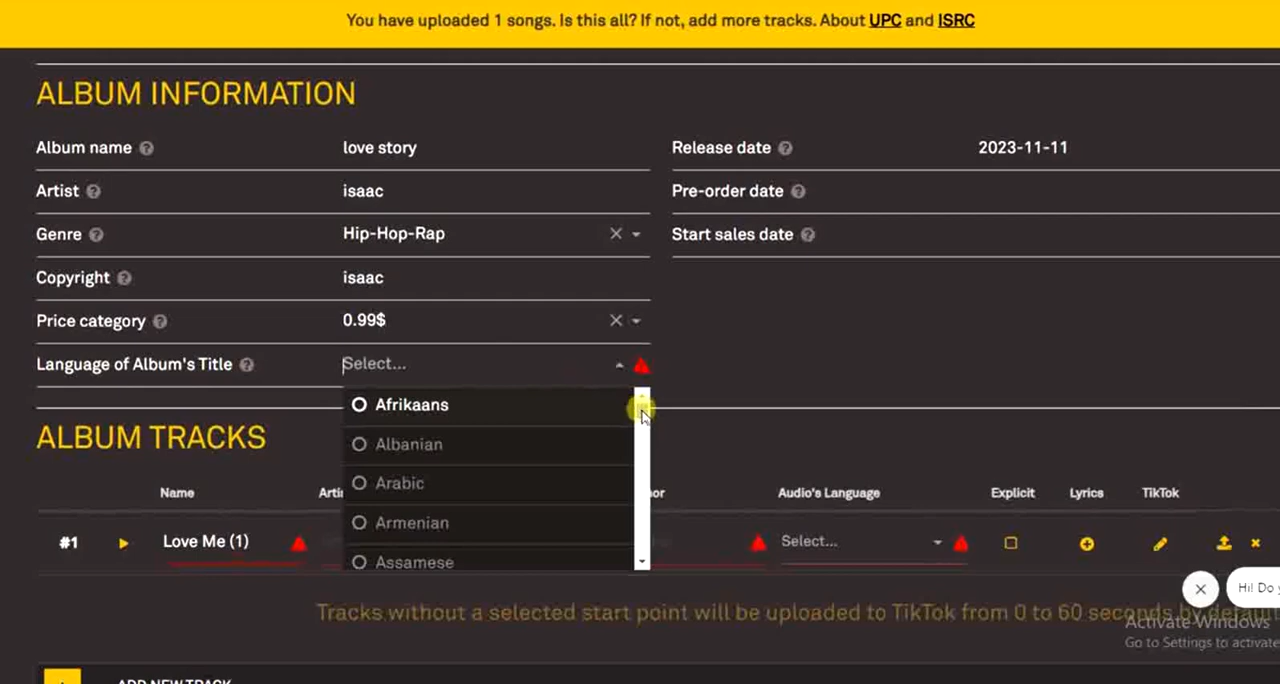 You have uploaded 1 songs. Is this all? If not, add more tracks. About UPC and ISRC
ALBUM INFORMATION
Album name ? love story Release date ? 2023-11-11
Artist ? isaac Pre-order date ?
Genre ? Hip-Hop-Rap Start sales date ?
Copyright ? isaac
Price category ? 0.99$
Language of Album's Title ? Select...
Afrikaans
Albanian
Arabic
Armenian
Assamese
ALBUM TRACKS
Name Audio's Language Explicit Lyrics TikTok
#1 Love Me (1) Select...
Hi! Do
Tracks without a selected start point will be uploaded to TikTok from 0 to 60 seconds by default
Activate Windows
Go to Settings to activate
ADD NEW TRACK